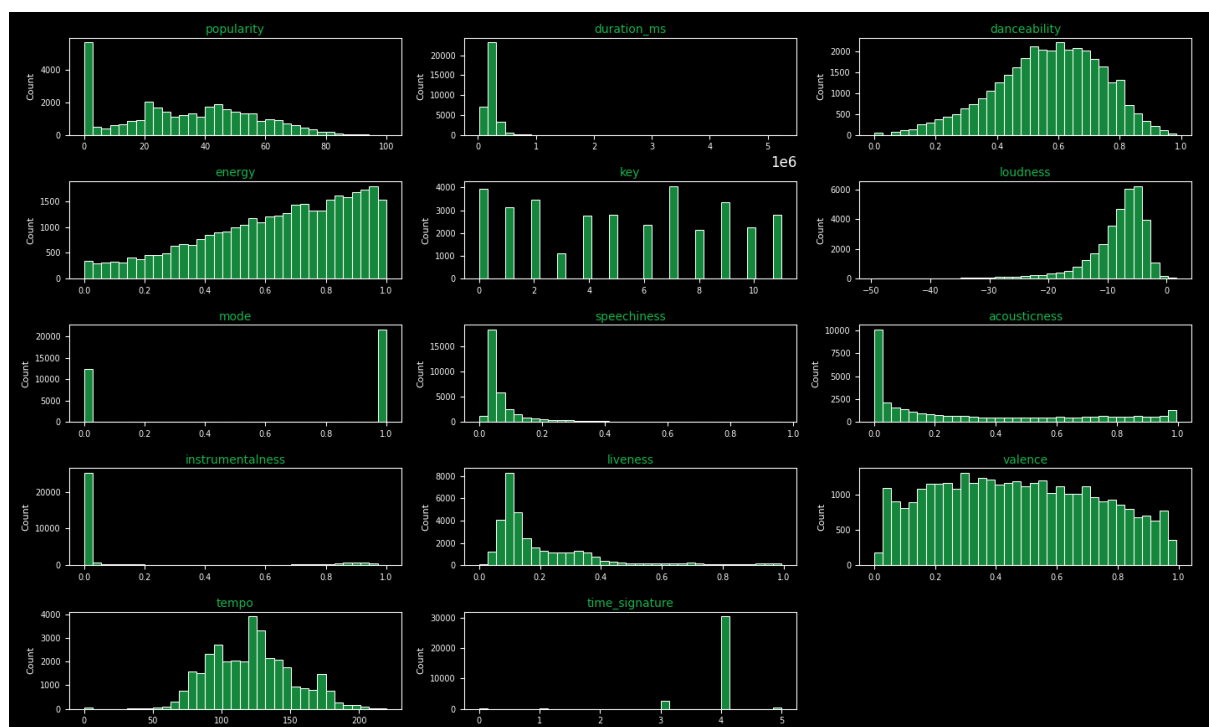 popularity
Count
4000
2000
0
0 20 40 60 80 100
duration_ms
Count
20000
15000
10000
5000
0
0 1 2 3 4 5
1e6
danceability
Count
2000
1500
1000
500
0
0.0 0.2 0.4 0.6 0.8 1.0
energy
Count
1500
1000
500
0
0.0 0.2 0.4 0.6 0.8 1.0
key
Count
4000
3000
2000
1000
0
0 2 4 6 8 10
loudness
Count
6000
4000
2000
0
−50 −40 −30 −20 −10 0
mode
Count
20000
15000
10000
5000
0
0.0 0.2 0.4 0.6 0.8 1.0
speechiness
Count
15000
10000
5000
0
0.0 0.2 0.4 0.6 0.8 1.0
acousticness
Count
10000
7500
5000
2500
0
0.0 0.2 0.4 0.6 0.8 1.0
instrumentalness
Count
20000
10000
0
0.0 0.2 0.4 0.6 0.8 1.0
liveness
Count
8000
6000
4000
2000
0
0.0 0.2 0.4 0.6 0.8 1.0
valence
Count
1000
500
0
0.0 0.2 0.4 0.6 0.8 1.0
tempo
Count
4000
3000
2000
1000
0
0 50 100 150 200
time_signature
Count
30000
20000
10000
0
0 1 2 3 4 5